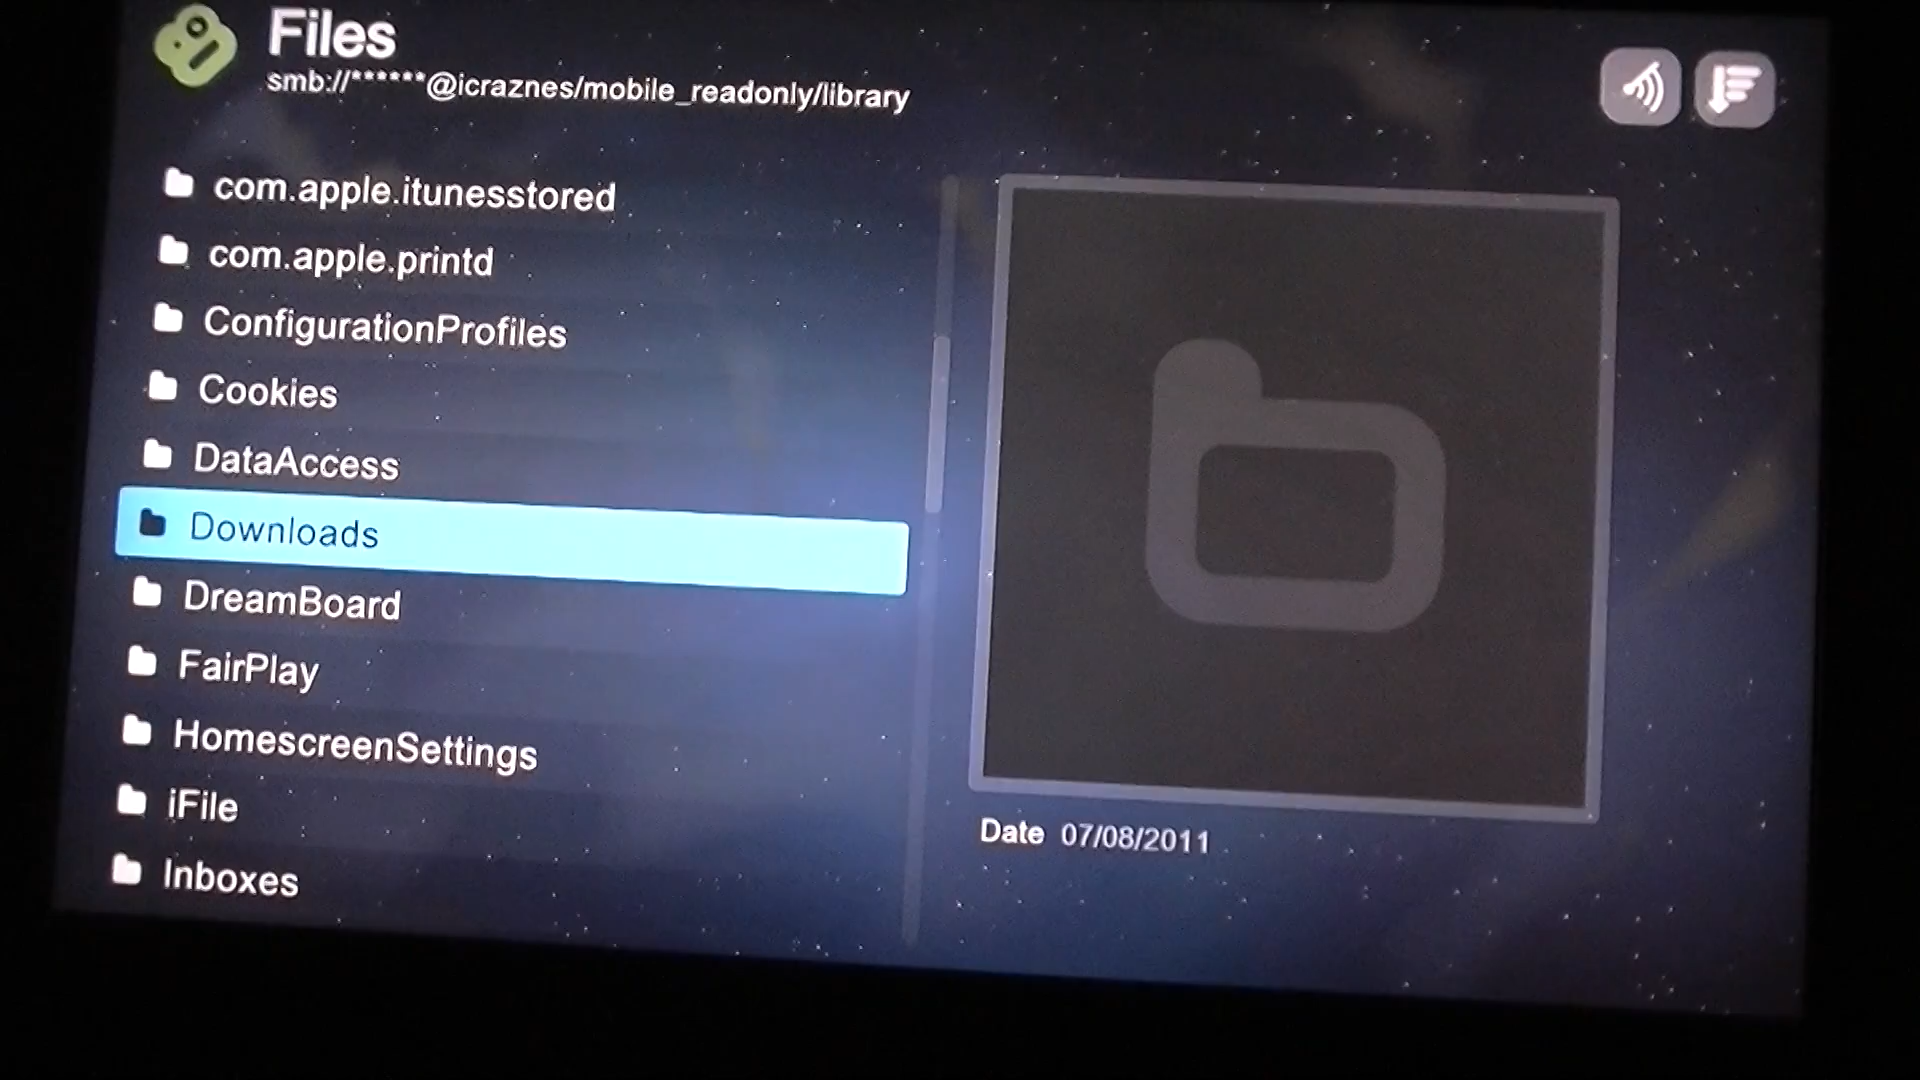 Files
smb://******@icraznes/mobile_readonly/library
com.apple.itunesstored
com.apple.printd
ConfigurationProfiles
Cookies
DataAccess
Downloads
DreamBoard
FairPlay
HomescreenSettings
iFile
Inboxes
Date 07/08/2011